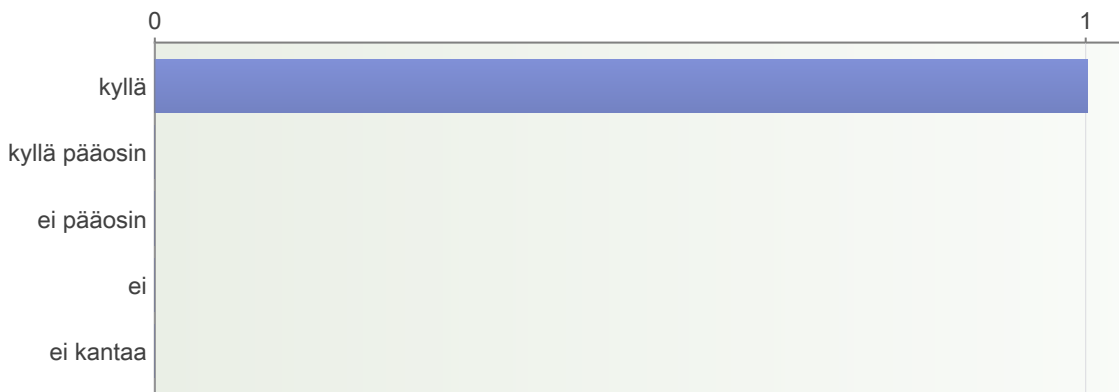 0 1
kyllä
kyllä pääosin
ei pääosin
ei
ei kantaa